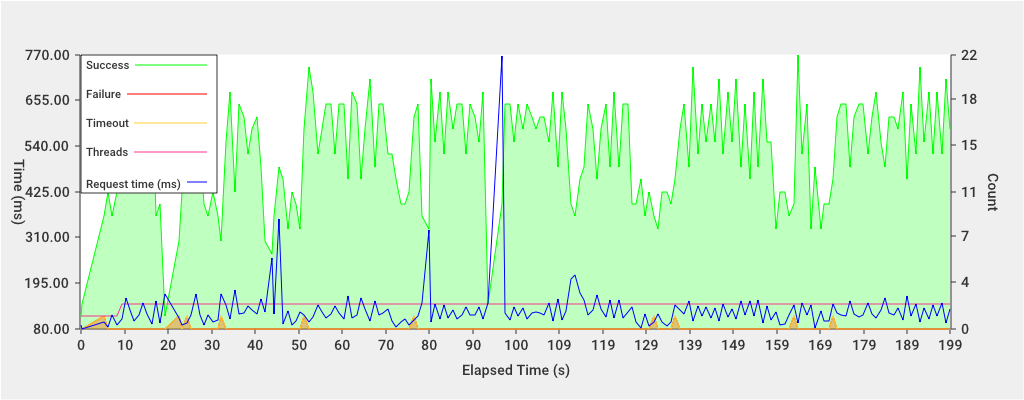 770.00
655.00
540.00
425.00
310.00
195.00
80.00
Time (ms)
Success
Failure
Timeout
Threads
Request time (ms)
22
18
15
11
7
4
0
Count
0 10 20 30 40 50 60 70 80 90 100 109 119 129 139 149 159 169 179 189 199
Elapsed Time (s)